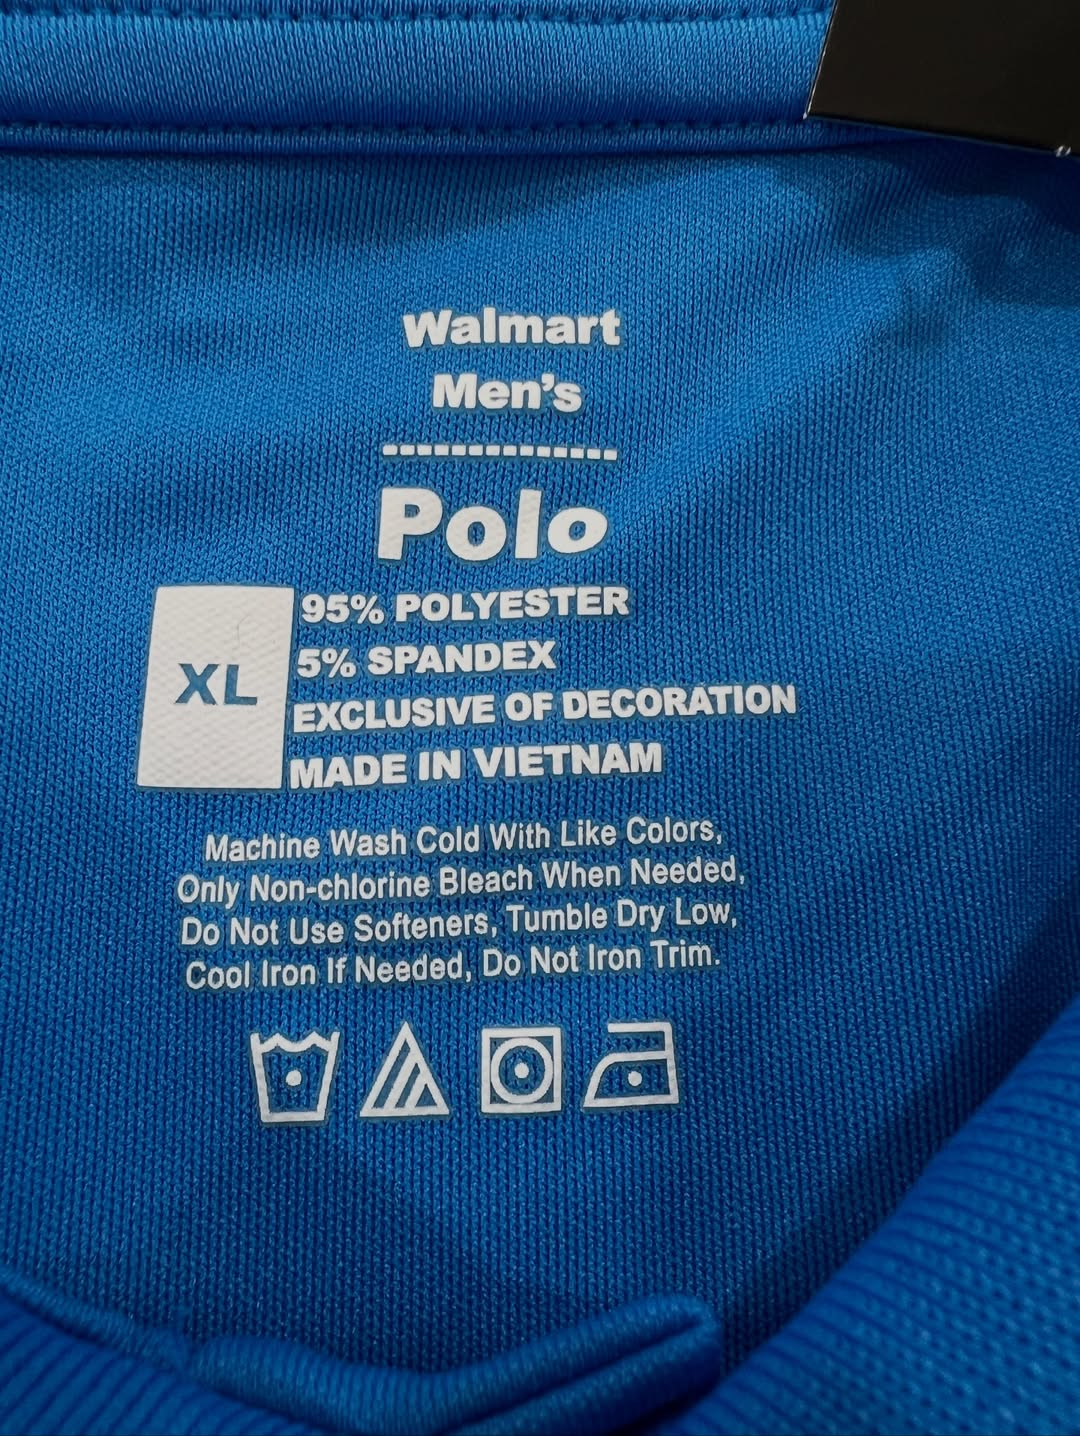 Walmart
Men's
Polo
XL
95% POLYESTER
5% SPANDEX
EXCLUSIVE OF DECORATION
MADE IN VIETNAM
Machine Wash Cold With Like Colors,
Only Non-chlorine Bleach When Needed,
Do Not Use Softeners, Tumble Dry Low,
Cool Iron If Needed, Do Not Iron Trim.